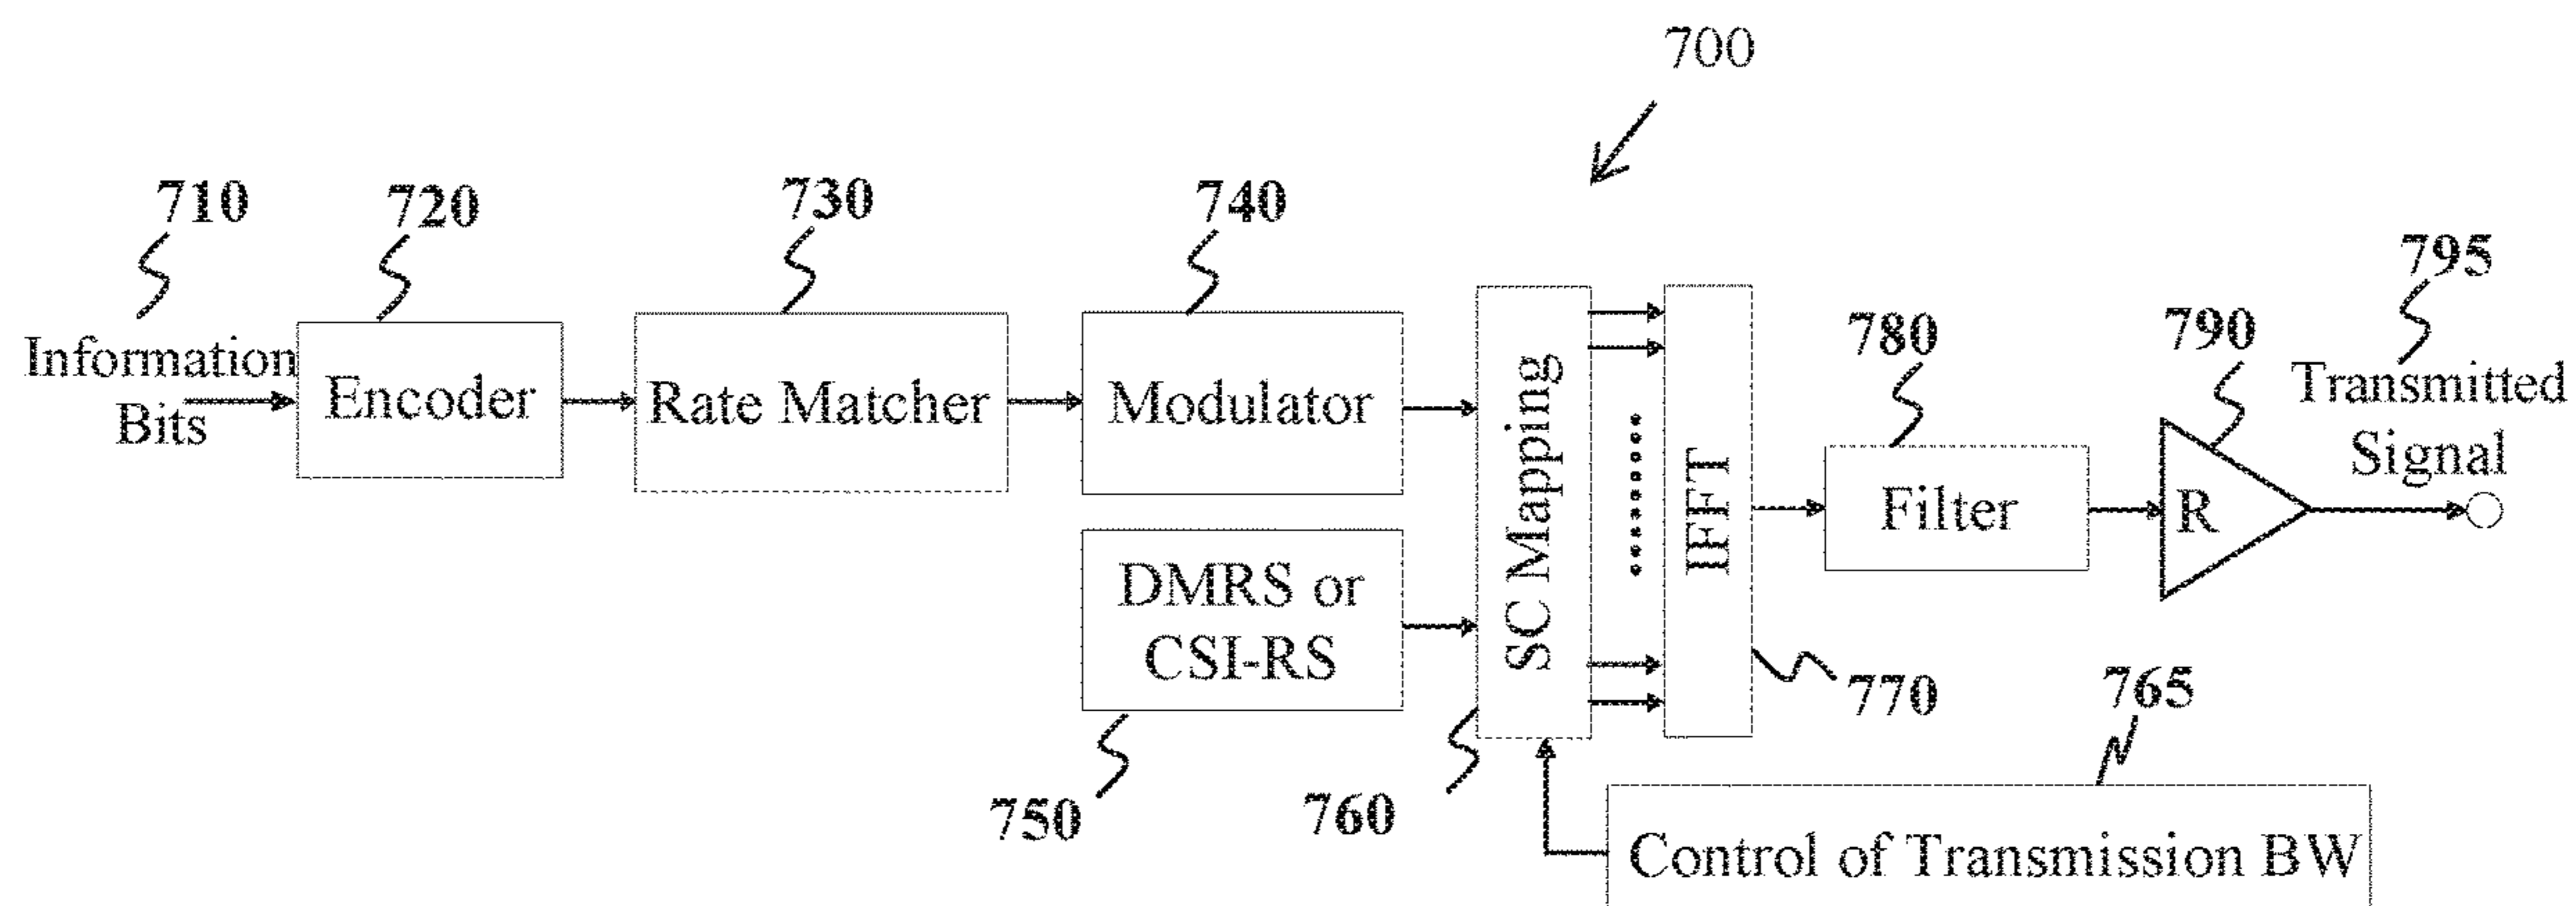 700
710
720
730
740
795
Information
Bits
Encoder
Rate Matcher
Modulator
SC Mapping
IFFT
780
790
Transmitted
Signal
Filter
R
DMRS or
CSI-RS
750
760
770
765
Control of Transmission BW